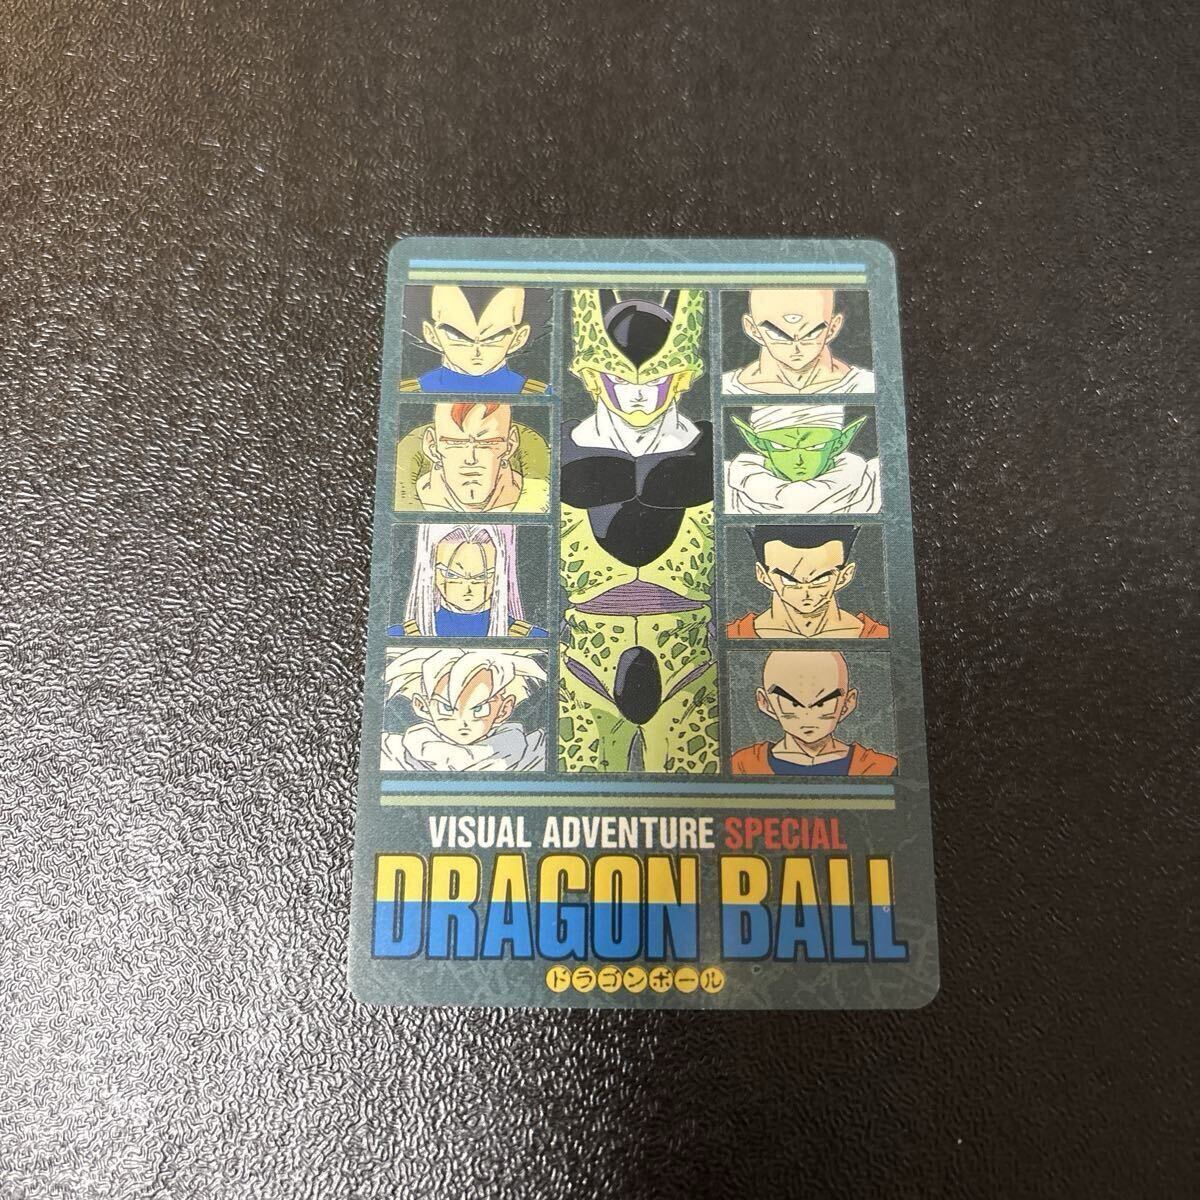 VISUAL ADVENTURE SPECIAL
DRAGON BALL
ドラゴンボール